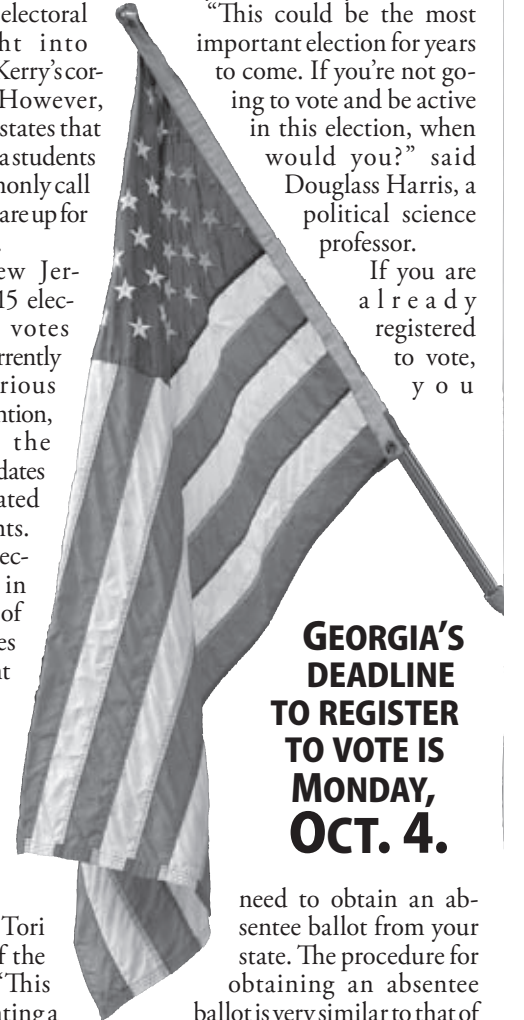 electoral
ht into
Kerry's cor-
However,
states that
a students
monly call
are up for
.
ew Jer-
15 elec-
votes
rrently
rious
ntion,
the
dates
ated
nts.
ec-
in
of
es
nt
Tori
f the
“This
nting a
“This could be the most
important election for years
to come. If you're not go-
ing to vote and be active
in this election, when
would you?” said
Douglass Harris, a
political science
professor.
If you are
already
registered
to vote,
you
GEORGIA'S
DEADLINE
TO REGISTER
TO VOTE IS
MONDAY,
OCT. 4.
need to obtain an ab-
sentee ballot from your
state. The procedure for
obtaining an absentee
ballot is very similar to that of